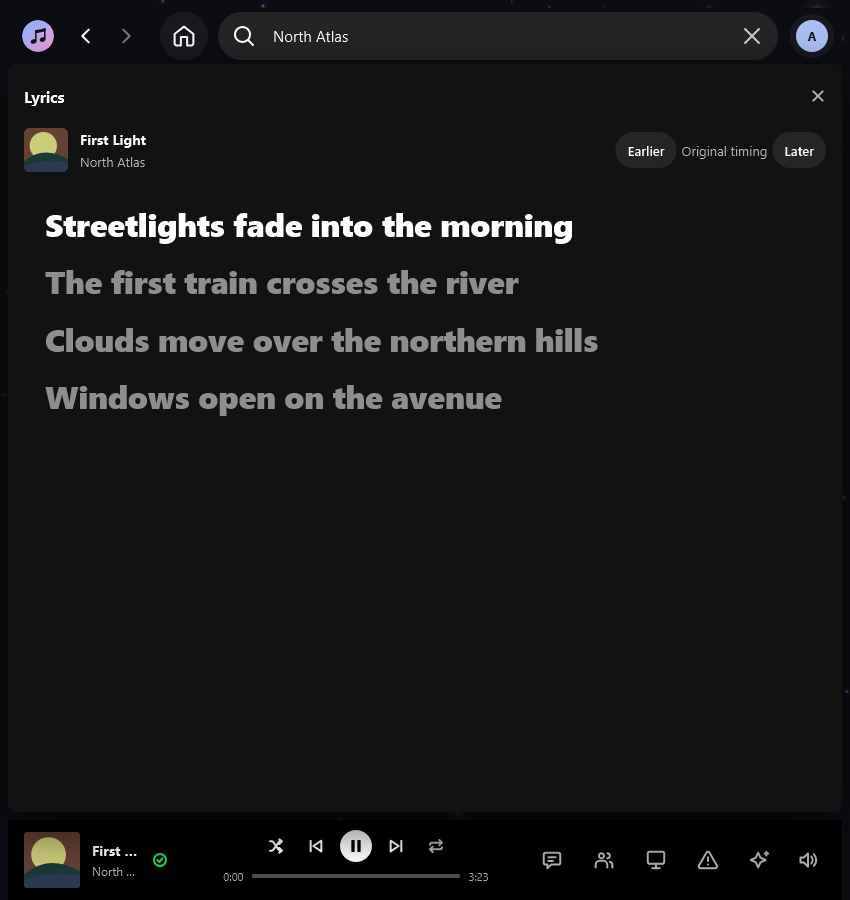 North Atlas
A
Lyrics
First Light
North Atlas
Earlier
Original timing
Later
Streetlights fade into the morning
The first train crosses the river
Clouds move over the northern hills
Windows open on the avenue
First ...
North ...
0:00
3:23